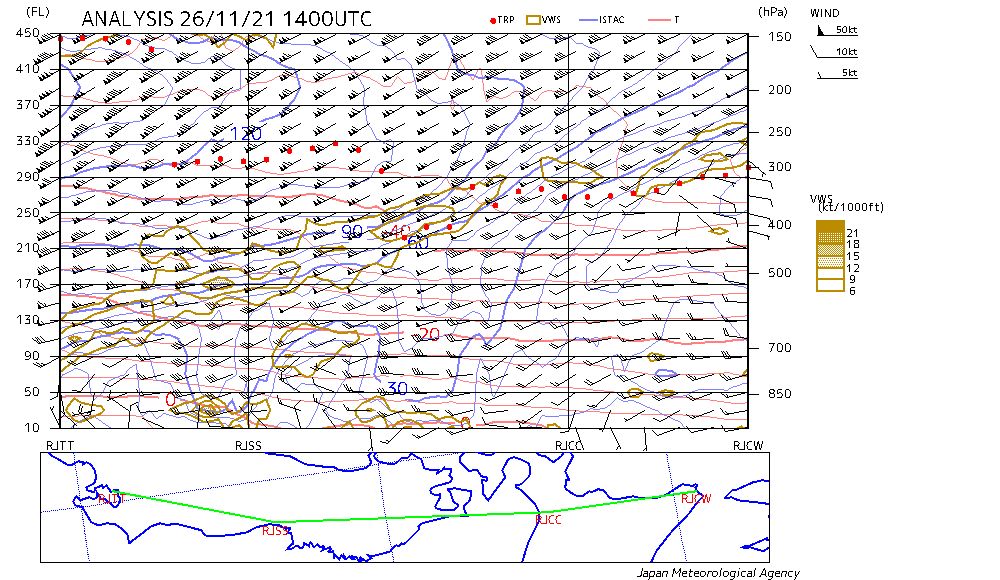 (FL) ANALYSIS 26/11/21 1400UTC TRP VWS ISTAC T (hPa) WIND
450 150 50kt
10kt
410 5kt
200
370
120 250
330
290 300
VWS
(kt/1000ft)
250
90 -40 400 21
60 18
210 15
12
500 9
170 6
130
-20
700
90
30
50 0 850
10 0
RJTT RJSS RJCC RJCW
RJTT RJCW
RJSS RJCC
Japan Meteorological Agency